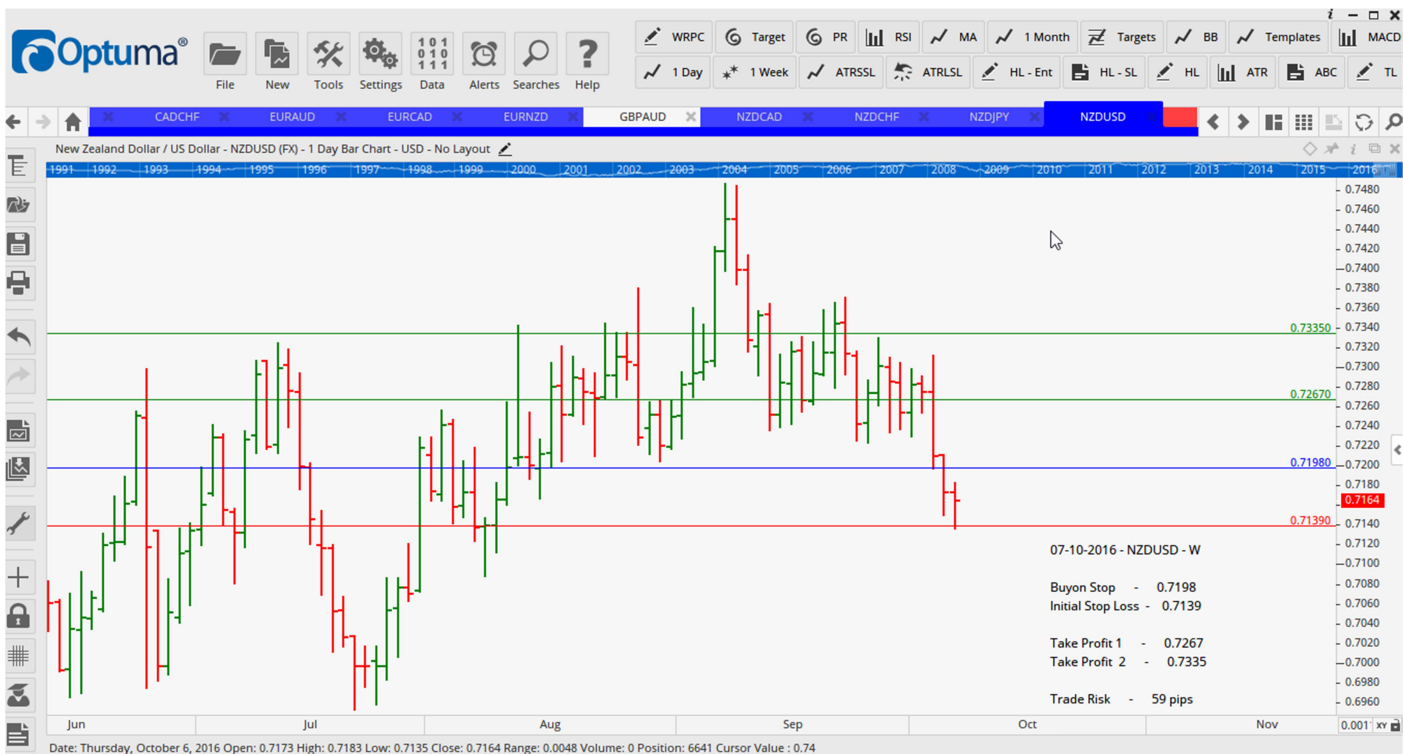 i
Optuma®
File New Tools Settings Data Alerts Searches Help
WRPC Target PR RSI MA 1 Month Targets BB Templates MACD
1 Day 1 Week ATRSSL ATRLSL HL - Ent HL - SL HL ATR ABC TL
CADCHF EURAUD EURCAD EURNZD GBPAUD NZDCAD NZDCHF NZDJPY NZDUSD
New Zealand Dollar / US Dollar - NZDUSD (FX) - 1 Day Bar Chart - USD - No Layout
1991 1992 1993 1994 1995 1996 1997 1998 1999 2000 2001 2002 2003 2004 2005 2006 2007 2008 2009 2010 2011 2012 2013 2014 2015 2016
0.7480
0.7460
0.7440
0.7420
0.7400
0.7380
0.7360
0.73350
0.7340
0.7320
0.7300
0.7280
0.72670
0.7260
0.7240
0.7220
0.71980
0.7200
0.7180
0.7164
0.71390
0.7140
0.7120
0.7100
0.7080
0.7060
0.7040
0.7020
0.7000
0.6980
0.6960
07-10-2016 - NZDUSD - W
Buyon Stop - 0.7198
Initial Stop Loss - 0.7139
Take Profit 1 - 0.7267
Take Profit 2 - 0.7335
Trade Risk - 59 pips
Jun Jul Aug Sep Oct Nov 0.001 XY
Date: Thursday, October 6, 2016 Open: 0.7173 High: 0.7183 Low: 0.7135 Close: 0.7164 Range: 0.0048 Volume: 0 Position: 6641 Cursor Value : 0.74